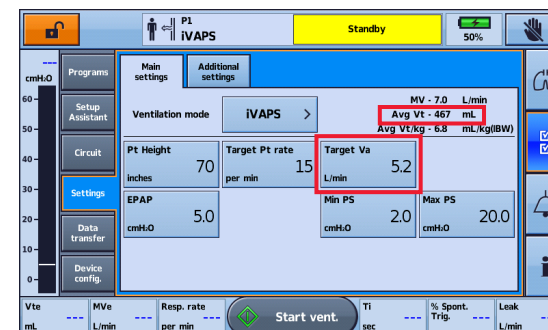 P1
iVAPS
Standby
50%
---
cmH₂O
60
50
40
30
20
10
0
Programs
Setup
Assistant
Circuit
Settings
Data
transfer
Device
config.
Main
settings
Additional
settings
Ventilation mode
iVAPS >
MV - 7.0 L/min
Avg Vt - 467 mL
Avg Vt/kg - 6.8 mL/kg(IBW)
Pt Height
70
inches
Target Pt rate
15
per min
Target Va
5.2
L/min
EPAP
5.0
cmH₂O
Min PS
2.0
cmH₂O
Max PS
20.0
cmH₂O
Vte
---
mL
MVe
---
L/min
Resp. rate
---
per min
Start vent.
Ti
---
sec
% Spont.
Trig. ---
Leak
L/min